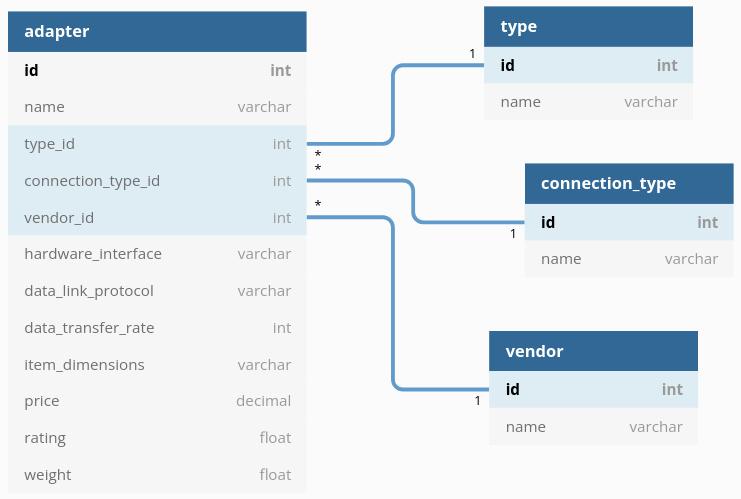 adapter
id int
name varchar
type_id int
connection_type_id int
vendor_id int
hardware_interface varchar
data_link_protocol varchar
data_transfer_rate int
item_dimensions varchar
price decimal
rating float
weight float
*
*
*
1
type
id int
name varchar
connection_type
id int
1
name varchar
vendor
id int
1
name varchar